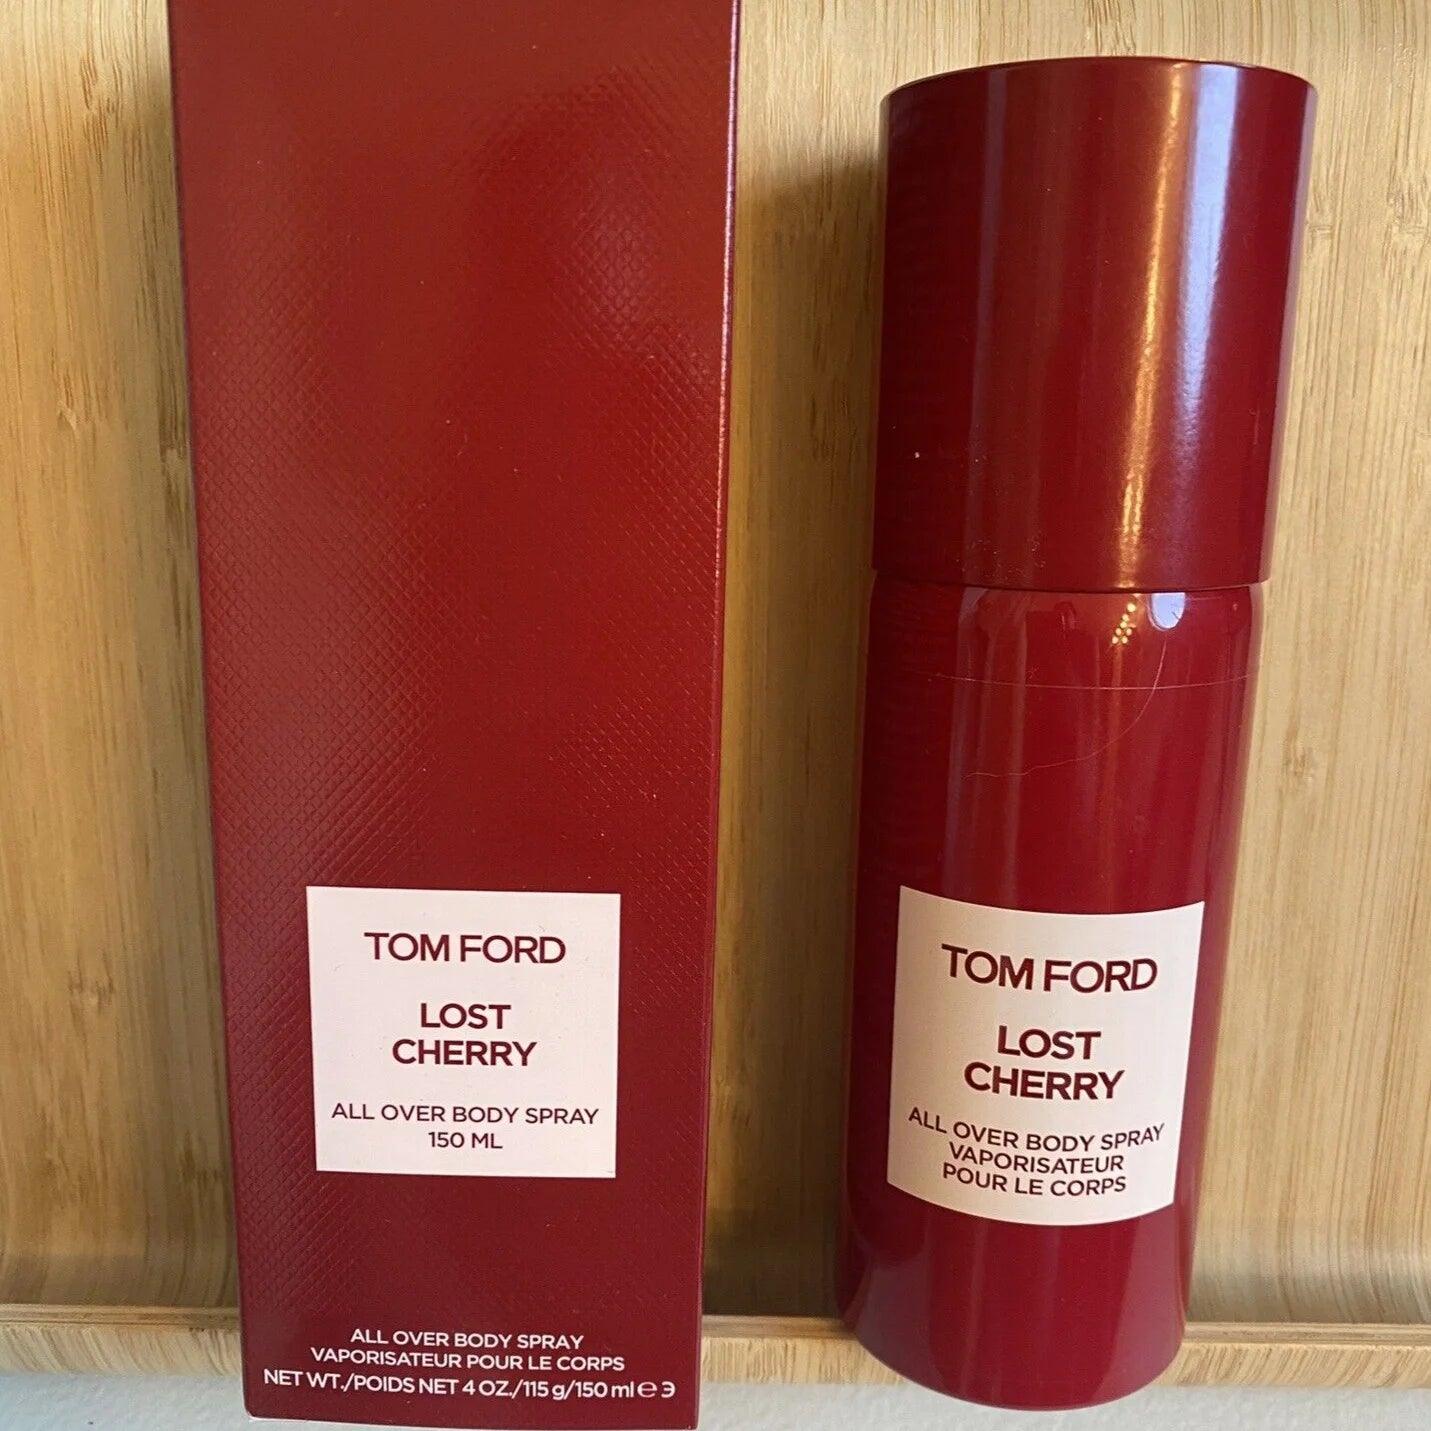 TOM FORD
LOST
CHERRY
ALL OVER BODY SPRAY
150 ML
ALL OVER BODY SPRAY
VAPORISATEUR POUR LE CORPS
NET WT./POIDS NET 4 OZ./115 g/150 ml e 3
TOM FORD
LOST
CHERRY
ALL OVER BODY SPRAY
VAPORISATEUR
POUR LE CORPS